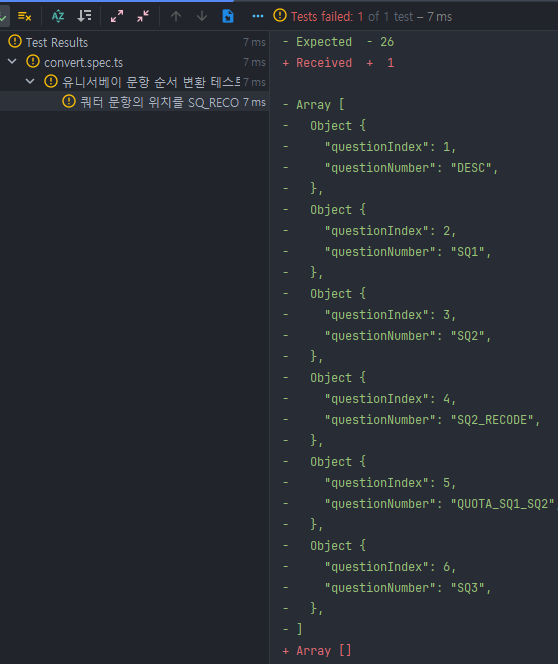 Tests failed: 1 of 1 test – 7 ms
Test Results 7 ms
convert.spec.ts 7 ms
유니서베이 문항 순서 변환 테스트 7 ms
쿼터 문항의 위치를 SQ_RECO 7 ms
- Expected - 26
+ Received + 1
- Array [
- Object {
- "questionIndex": 1,
- "questionNumber": "DESC",
- },
- Object {
- "questionIndex": 2,
- "questionNumber": "SQ1",
- },
- Object {
- "questionIndex": 3,
- "questionNumber": "SQ2",
- },
- Object {
- "questionIndex": 4,
- "questionNumber": "SQ2_RECODE",
- },
- Object {
- "questionIndex": 5,
- "questionNumber": "QUOTA_SQ1_SQ2",
- },
- Object {
- "questionIndex": 6,
- "questionNumber": "SQ3",
- },
- ]
+ Array []